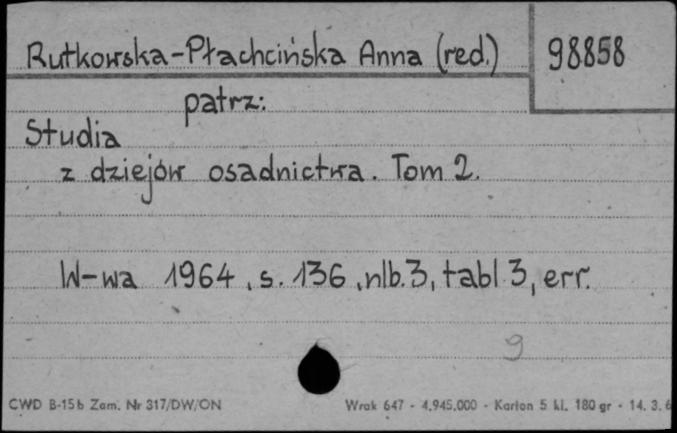 Rutkowska-Płachcińska Anna (red.) 98858
patrz:
Studia
z dziejów osadnictwa. Tom 2.
W-wa 1964, s. 136, nlb. 3, tabl 3, err.
9
CWD B-15b Zam. Nr 317/DW/ON Wrak 647 - 4.945.000 - Karton 5 kl. 180 gr - 14. 3. 6